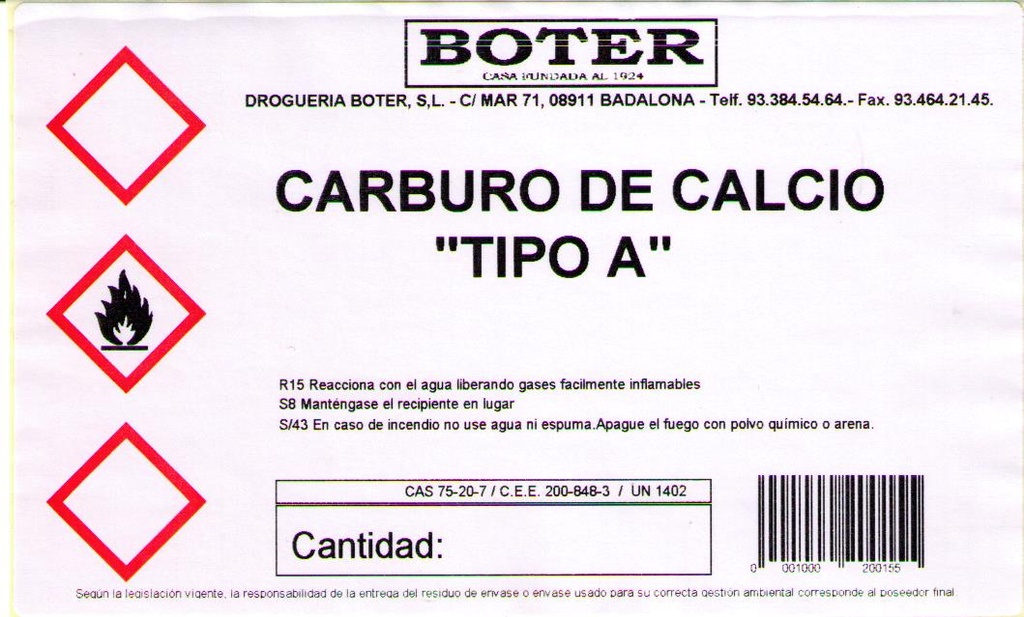 BOTER
CASA FUNDADA AL 1924
DROGUERIA BOTER, S,L. - C/ MAR 71, 08911 BADALONA - Telf. 93.384.54.64.- Fax. 93.464.21.45.
CARBURO DE CALCIO
"TIPO A"
R15 Reacciona con el agua liberando gases facilmente inflamables
S8 Manténgase el recipiente en lugar
S/43 En caso de incendio no use agua ni espuma.Apague el fuego con polvo químico o arena.
CAS 75-20-7 / C.E.E. 200-848-3 / UN 1402
Cantidad:
0 001000 200155
Según la legislación vigente, la responsabilidad de la entrega del residuo de envase o envase usado para su correcta gestión ambiental corresponde al poseedor final.